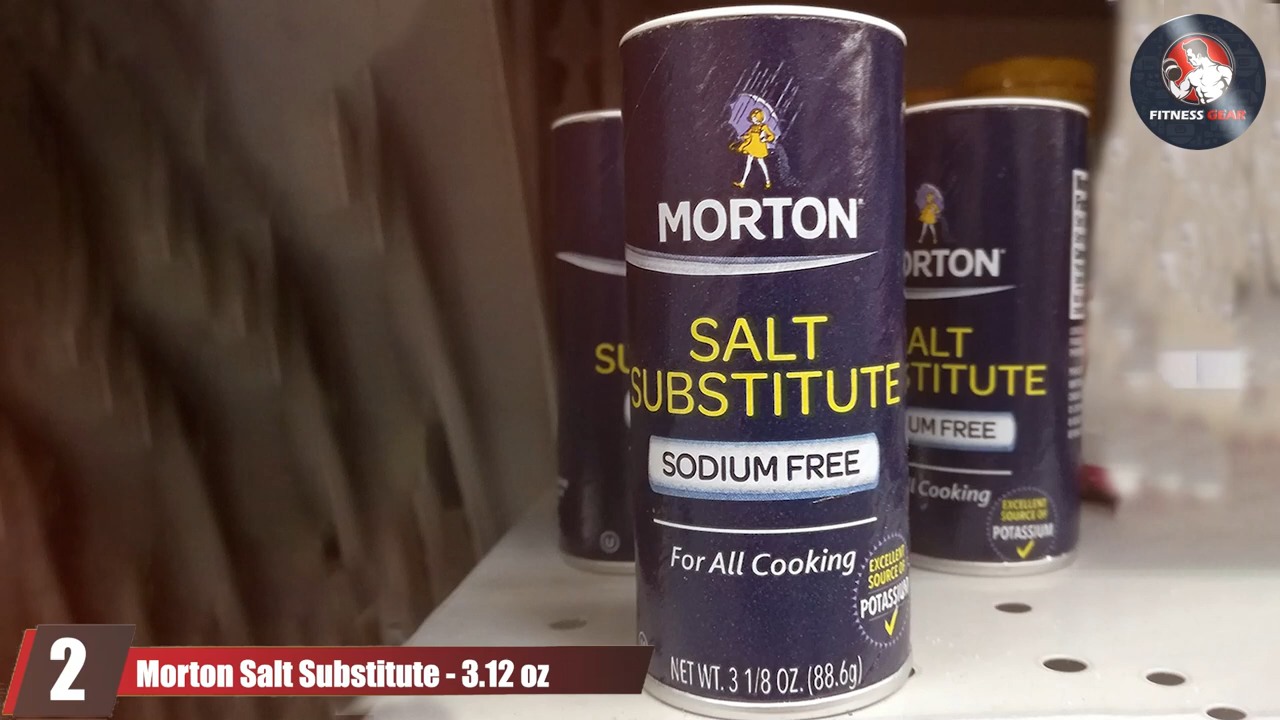 FITNESS GEAR
MORTON
SALT
SUBSTITUTE
SODIUM FREE
For All Cooking
EXCELLENT
SOURCE OF
POTASSIUM
NET WT. 3 1/8 OZ. (88.6g)
SU
ORTON
ALT
STITUTE
UM FREE
l Cooking
EXCELLENT
SOURCE OF
POTASSIUM
2
Morton Salt Substitute - 3.12 oz